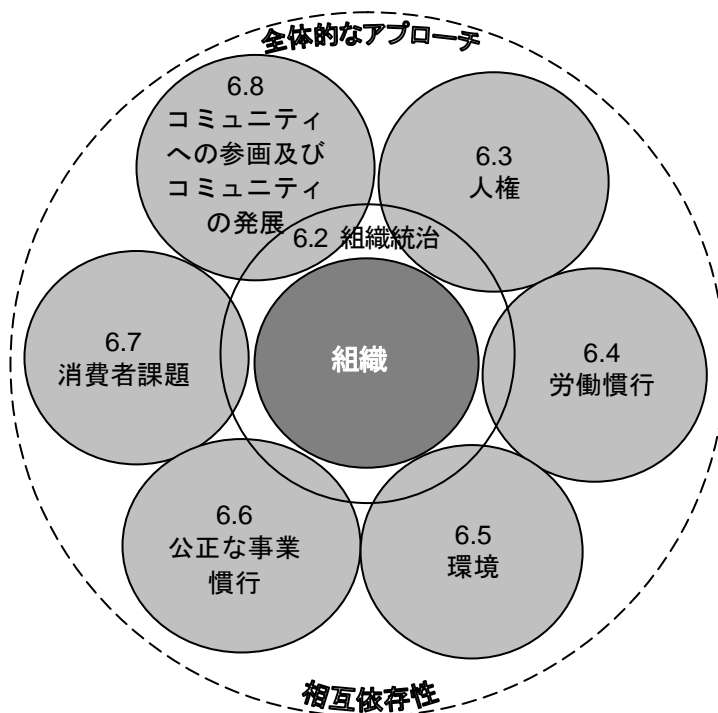 全体的なアプローチ
6.8
コミュニティ
への参画及び
コミュニティ
の発展
6.3
人権
6.2 組織統治
組織
6.7
消費者課題
6.4
労働慣行
6.6
公正な事業
慣行
6.5
環境
相互依存性